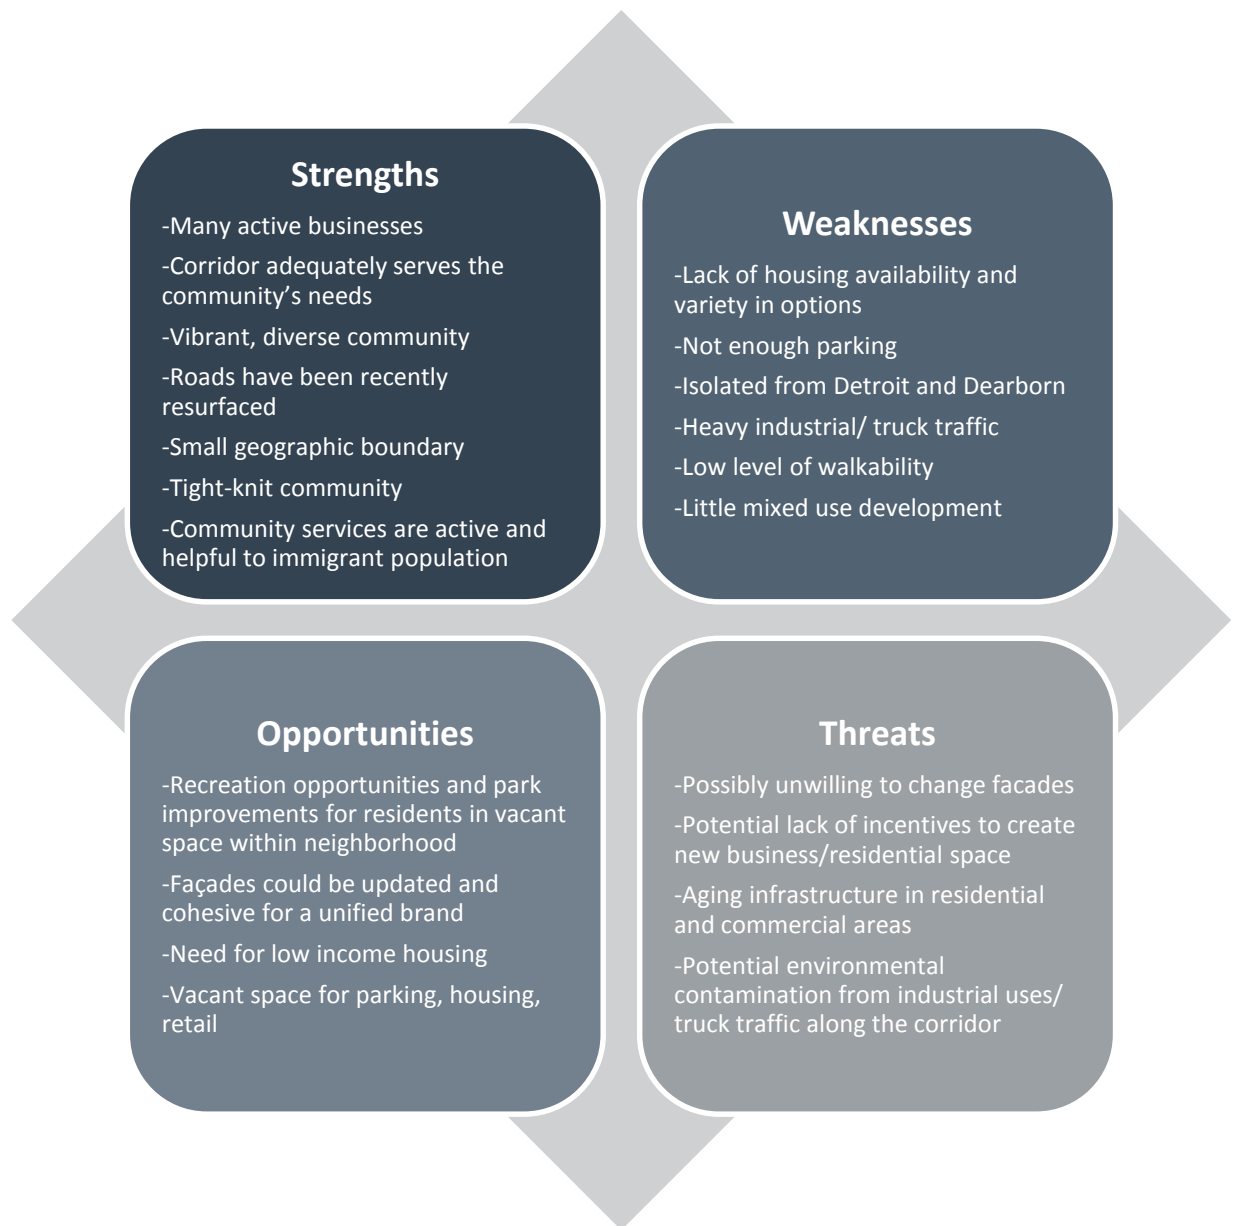 Strengths
-Many active businesses
-Corridor adequately serves the
community’s needs
-Vibrant, diverse community
-Roads have been recently
resurfaced
-Small geographic boundary
-Tight-knit community
-Community services are active and
helpful to immigrant population
Weaknesses
-Lack of housing availability and
variety in options
-Not enough parking
-Isolated from Detroit and Dearborn
-Heavy industrial/ truck traffic
-Low level of walkability
-Little mixed use development
Opportunities
-Recreation opportunities and park
improvements for residents in vacant
space within neighborhood
-Façades could be updated and
cohesive for a unified brand
-Need for low income housing
-Vacant space for parking, housing,
retail
Threats
-Possibly unwilling to change facades
-Potential lack of incentives to create
new business/residential space
-Aging infrastructure in residential
and commercial areas
-Potential environmental
contamination from industrial uses/
truck traffic along the corridor